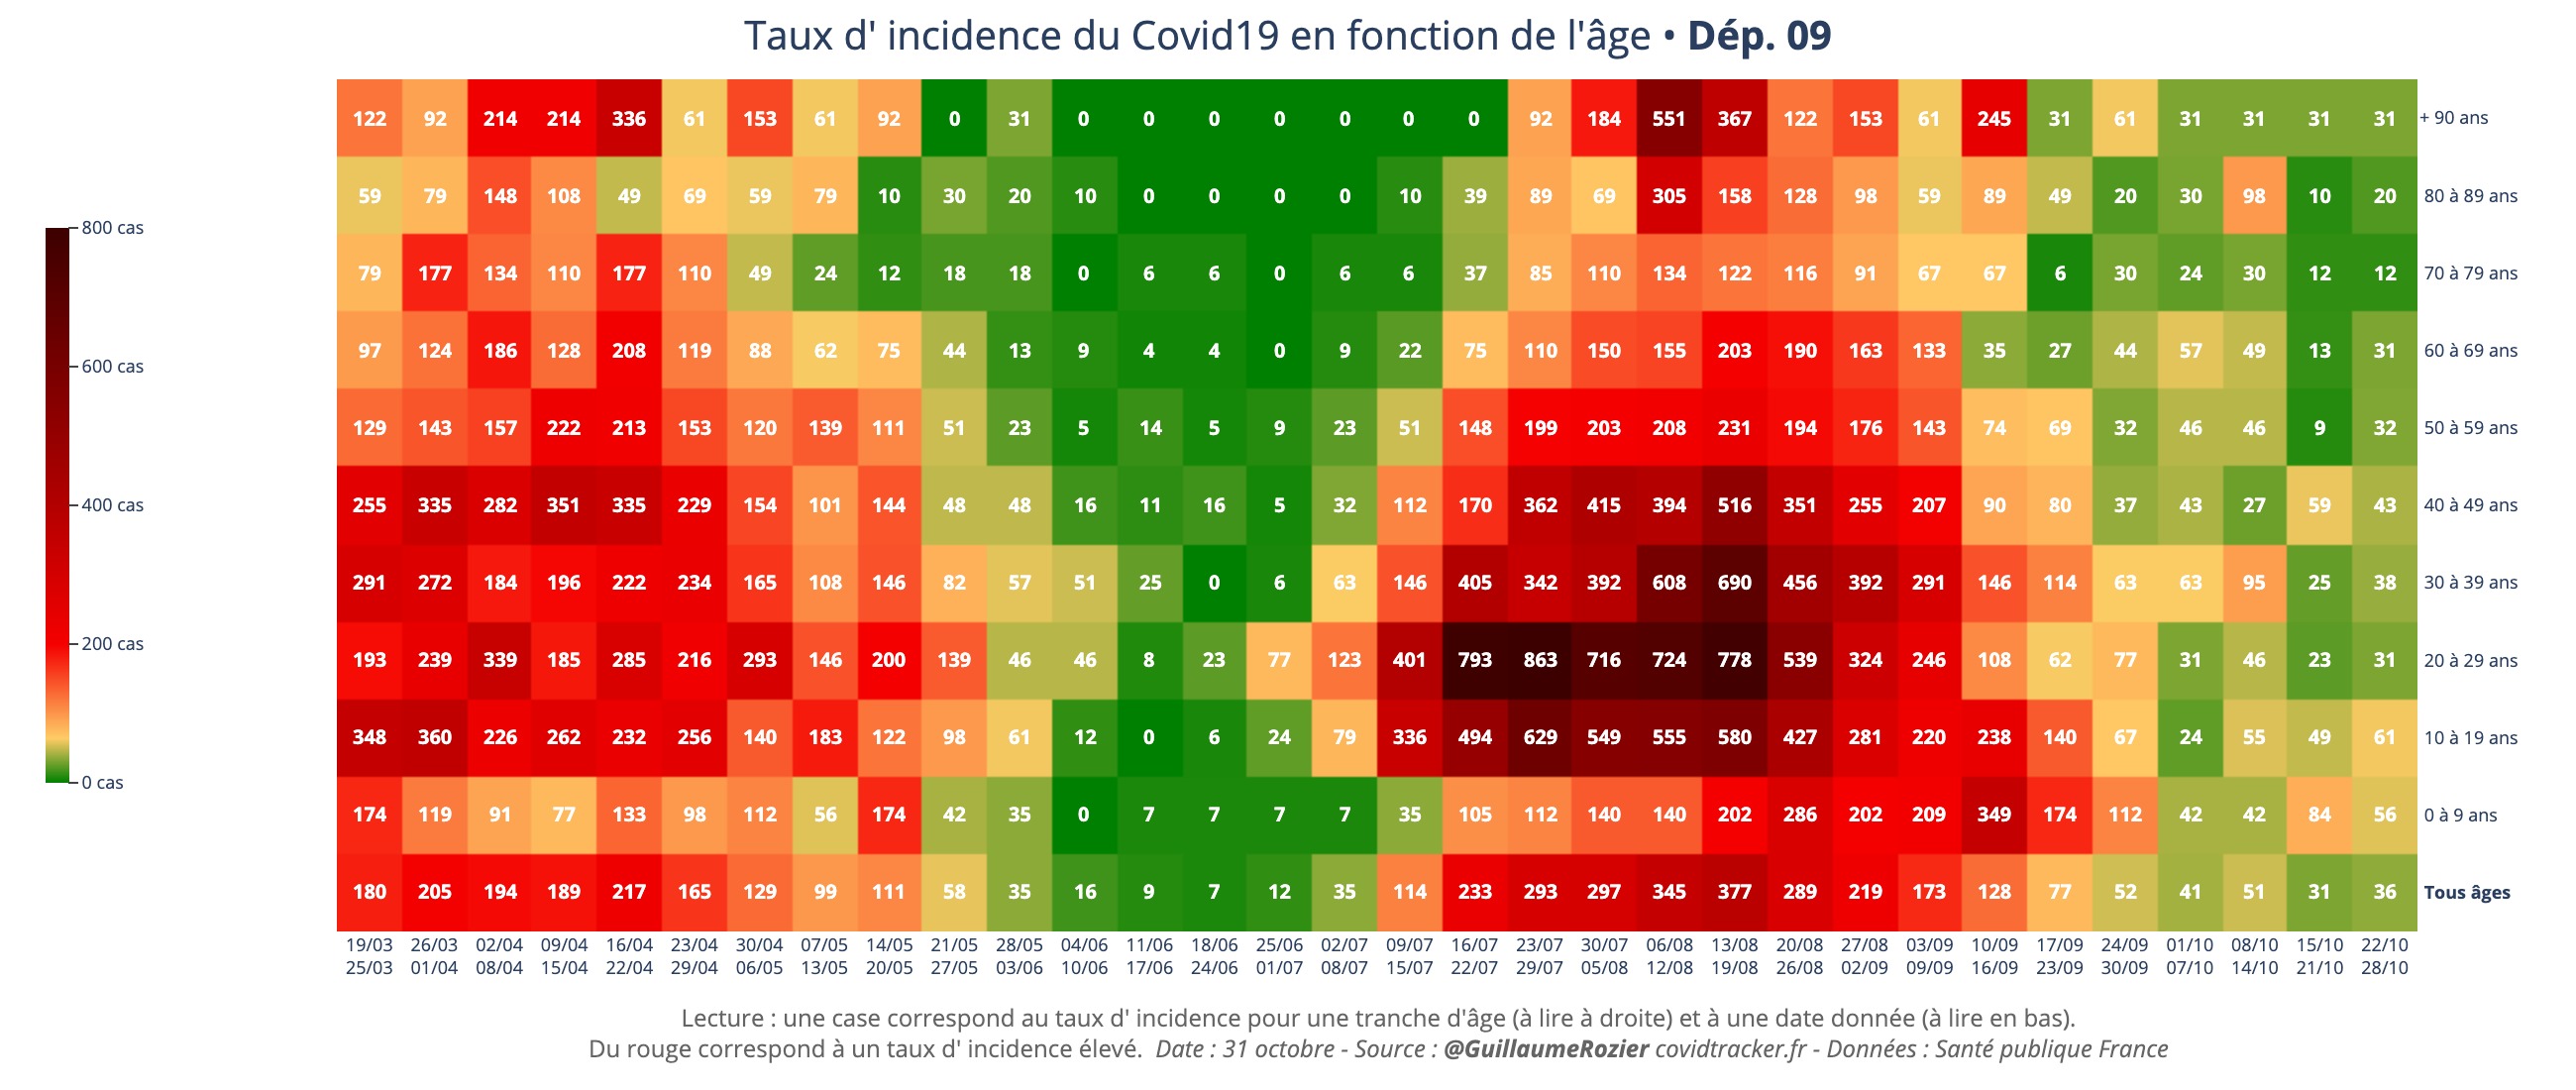 Taux d' incidence du Covid19 en fonction de l'âge • Dép. 09
800 cas
600 cas
400 cas
200 cas
0 cas
122 92 214 214 336 61 153 61 92 0 31 0 0 0 0 0 0 0 92 184 551 367 122 153 61 245 31 61 31 31 31 31 + 90 ans
59 79 148 108 49 69 59 79 10 30 20 10 0 0 0 0 10 39 89 69 305 158 128 98 59 89 49 20 30 98 10 20 80 à 89 ans
79 177 134 110 177 110 49 24 12 18 18 0 6 6 0 6 6 37 85 110 134 122 116 91 67 67 6 30 24 30 12 12 70 à 79 ans
97 124 186 128 208 119 88 62 75 44 13 9 4 4 0 9 22 75 110 150 155 203 190 163 133 35 27 44 57 49 13 31 60 à 69 ans
129 143 157 222 213 153 120 139 111 51 23 5 14 5 9 23 51 148 199 203 208 231 194 176 143 74 69 32 46 46 9 32 50 à 59 ans
255 335 282 351 335 229 154 101 144 48 48 16 11 16 5 32 112 170 362 415 394 516 351 255 207 90 80 37 43 27 59 43 40 à 49 ans
291 272 184 196 222 234 165 108 146 82 57 51 25 0 6 63 146 405 342 392 608 690 456 392 291 146 114 63 63 95 25 38 30 à 39 ans
193 239 339 185 285 216 293 146 200 139 46 46 8 23 77 123 401 793 863 716 724 778 539 324 246 108 62 77 31 46 23 31 20 à 29 ans
348 360 226 262 232 256 140 183 122 98 61 12 0 6 24 79 336 494 629 549 555 580 427 281 220 238 140 67 24 55 49 61 10 à 19 ans
174 119 91 77 133 98 112 56 174 42 35 0 7 7 7 7 35 105 112 140 140 202 286 202 209 349 174 112 42 42 84 56 0 à 9 ans
180 205 194 189 217 165 129 99 111 58 35 16 9 7 12 35 114 233 293 297 345 377 289 219 173 128 77 52 41 51 31 36 Tous âges
19/03 26/03 02/04 09/04 16/04 23/04 30/04 07/05 14/05 21/05 28/05 04/06 11/06 18/06 25/06 02/07 09/07 16/07 23/07 30/07 06/08 13/08 20/08 27/08 03/09 10/09 17/09 24/09 01/10 08/10 15/10 22/10
25/03 01/04 08/04 15/04 22/04 29/04 06/05 13/05 20/05 27/05 03/06 10/06 17/06 24/06 01/07 08/07 15/07 22/07 29/07 05/08 12/08 19/08 26/08 02/09 09/09 16/09 23/09 30/09 07/10 14/10 21/10 28/10
Lecture : une case correspond au taux d' incidence pour une tranche d'âge (à lire à droite) et à une date donnée (à lire en bas).
Du rouge correspond à un taux d' incidence élevé. Date : 31 octobre - Source : @GuillaumeRozier covidtracker.fr - Données : Santé publique France